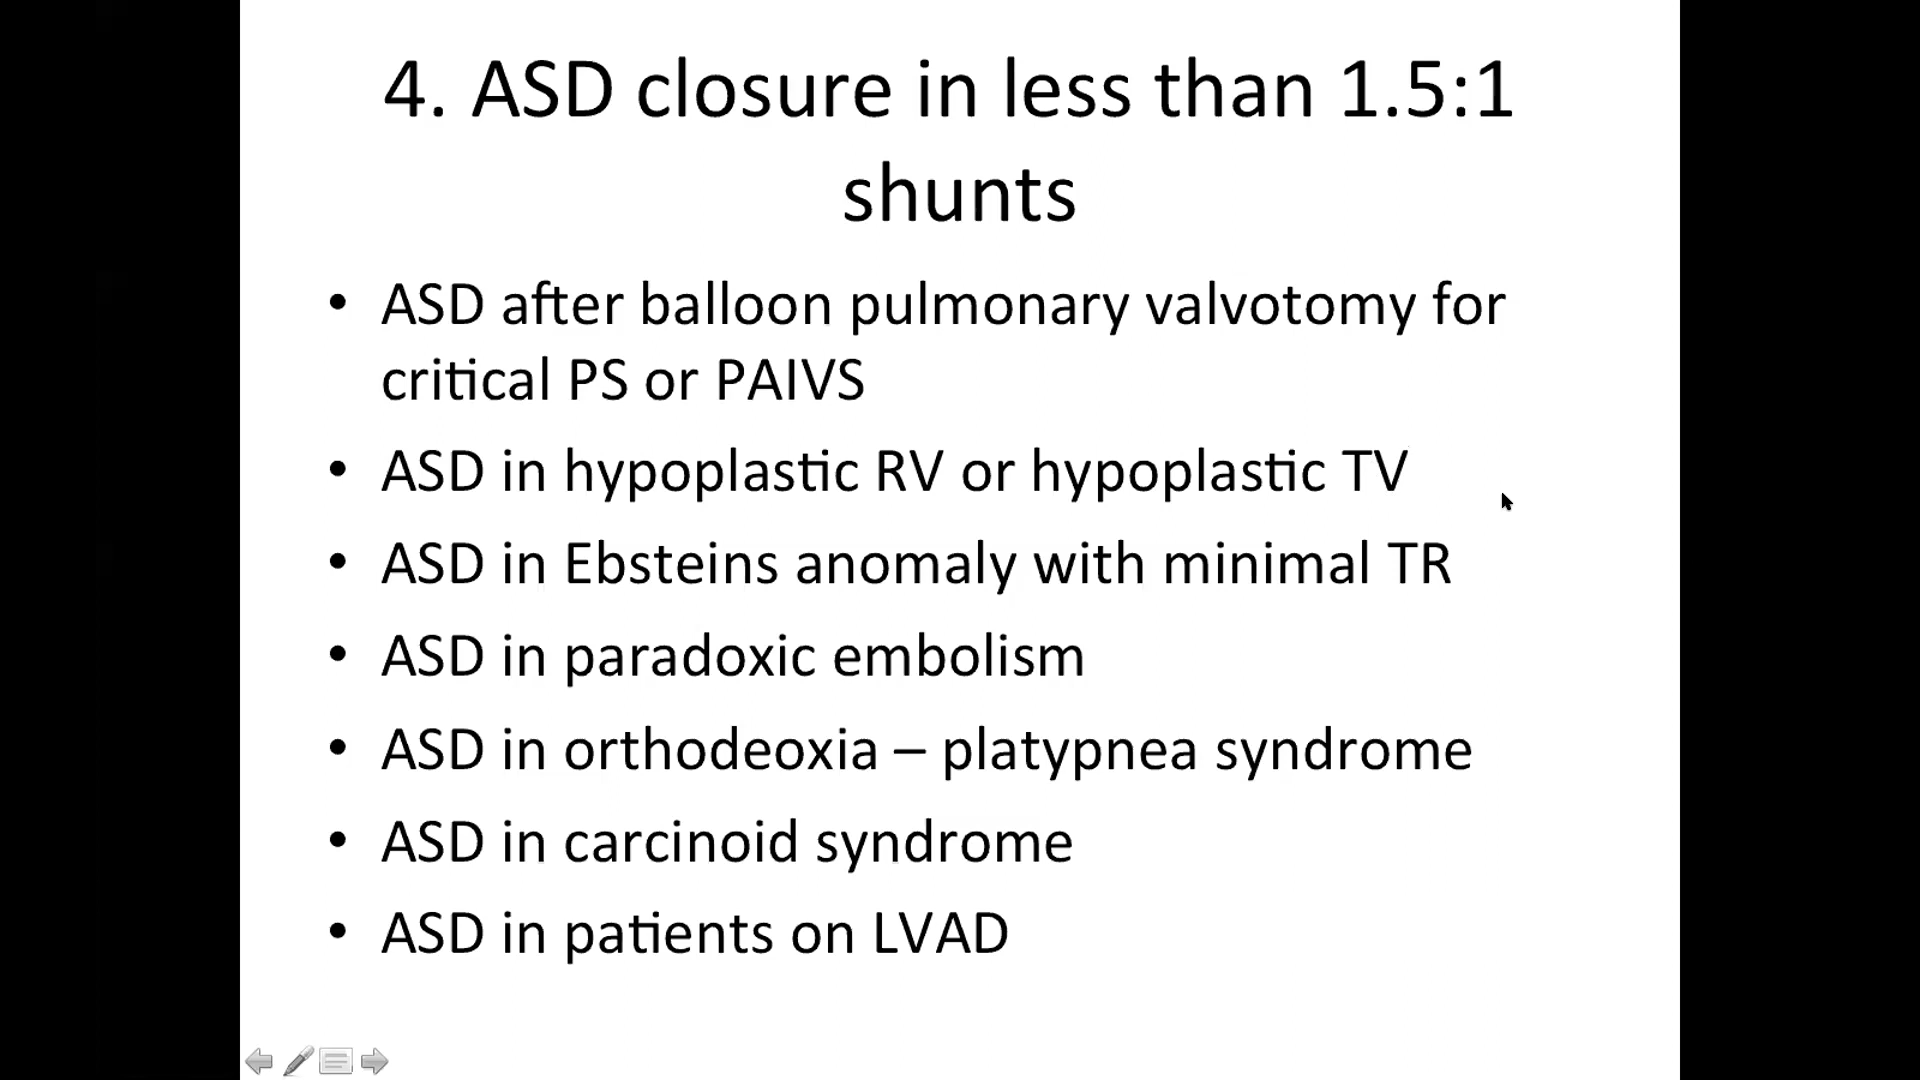 4. ASD closure in less than 1.5:1
shunts
• ASD after balloon pulmonary valvotomy for
critical PS or PAIVS
• ASD in hypoplastic RV or hypoplastic TV
• ASD in Ebsteins anomaly with minimal TR
• ASD in paradoxic embolism
• ASD in orthodeoxia – platypnea syndrome
• ASD in carcinoid syndrome
• ASD in patients on LVAD